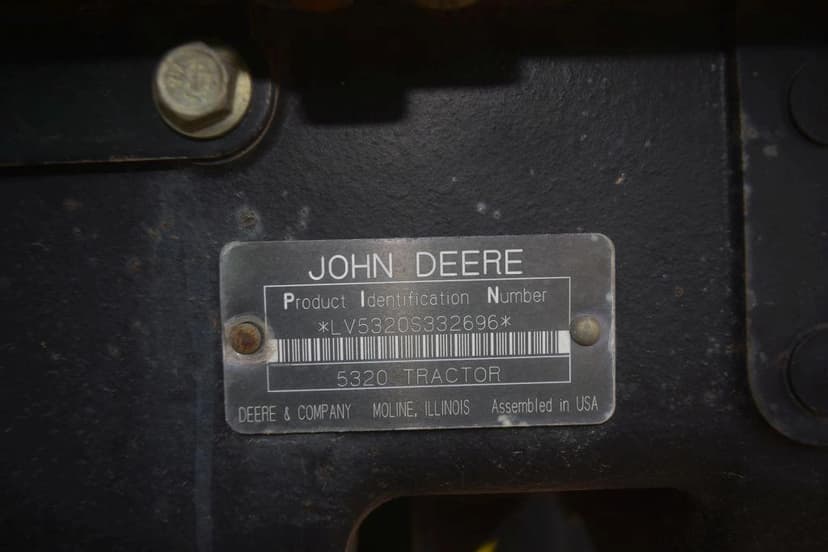 JOHN DEERE
Product Identification Number
*LV5320S332696*
5320 TRACTOR
DEERE & COMPANY MOLINE, ILLINOIS Assembled in USA